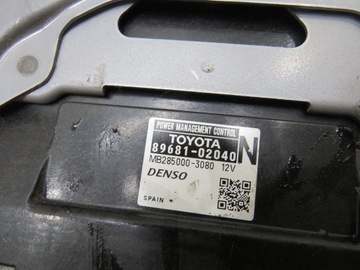 POWER MANAGEMENT CONTROL
TOYOTA
89681-02040 N
MB285000-3080 12V
DENSO
SPAIN